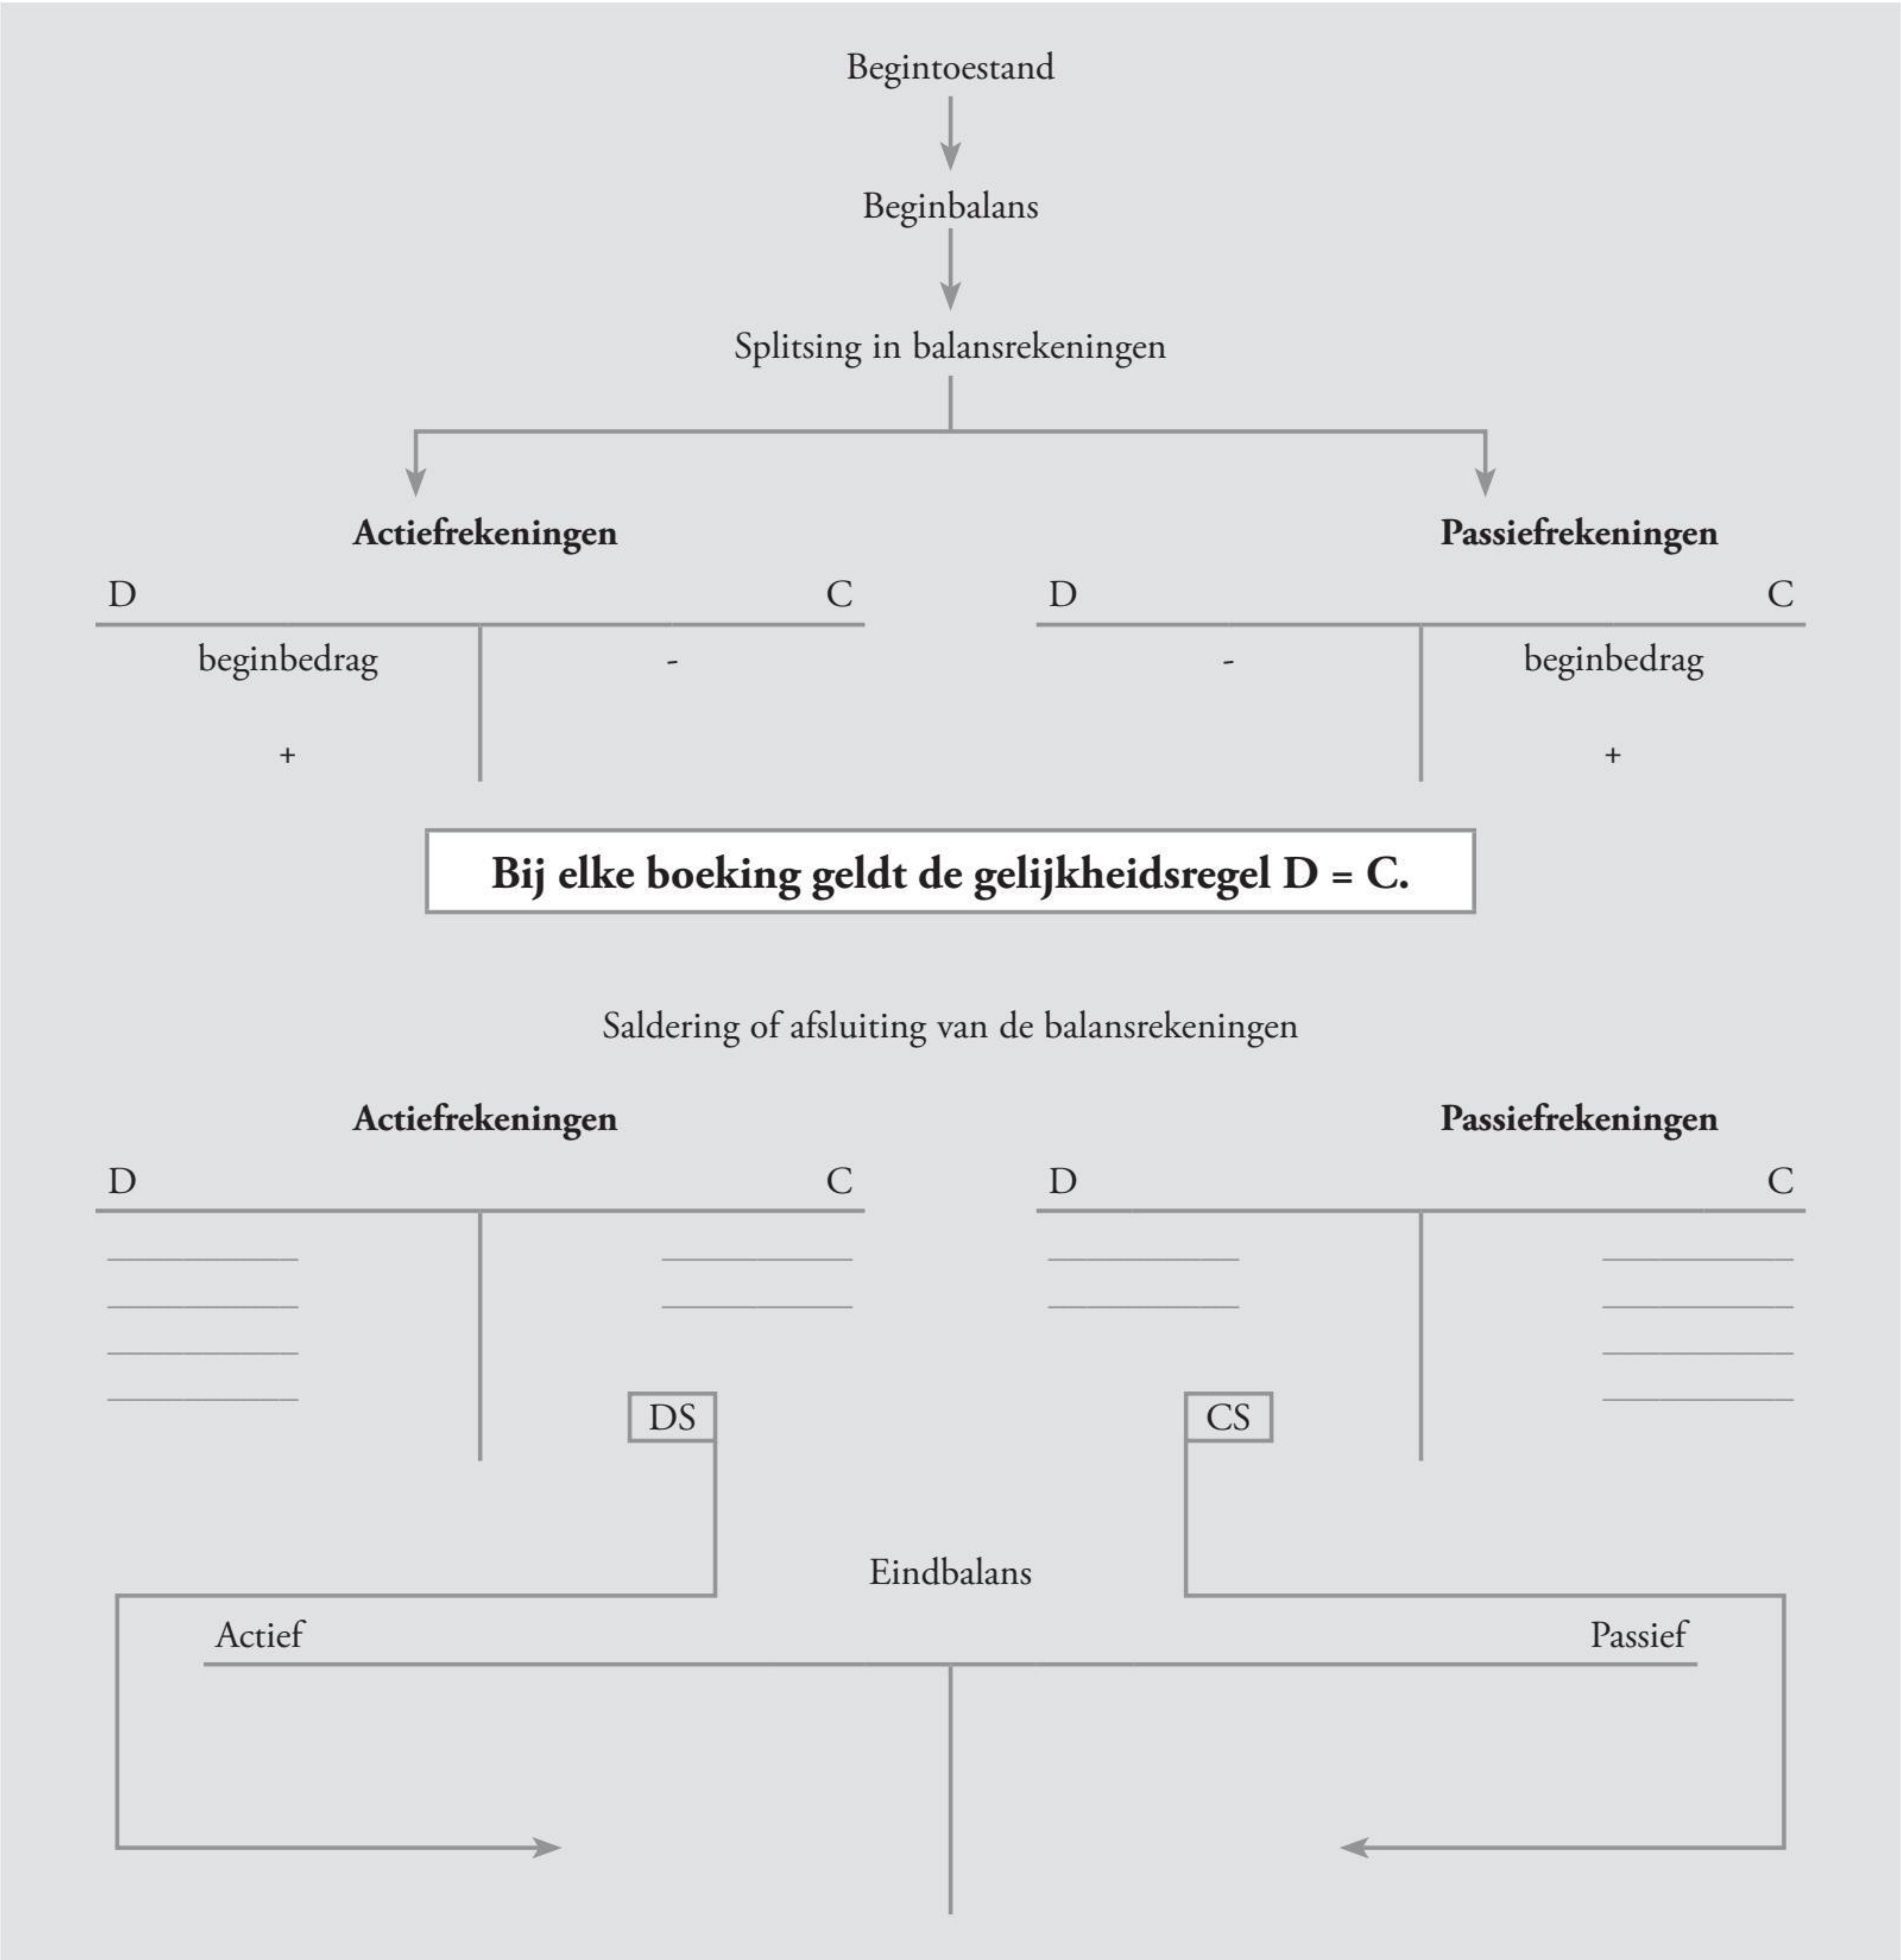 Begintoestand
Beginbalans
Splitsing in balansrekeningen
Actiefrekeningen Passiefrekeningen
D C D C
beginbedrag - - beginbedrag
+ +
Bij elke boeking geldt de gelijkheidsregel D = C.
Saldering of afsluiting van de balansrekeningen
Actiefrekeningen Passiefrekeningen
D C D C
DS CS
Eindbalans
Actief Passief